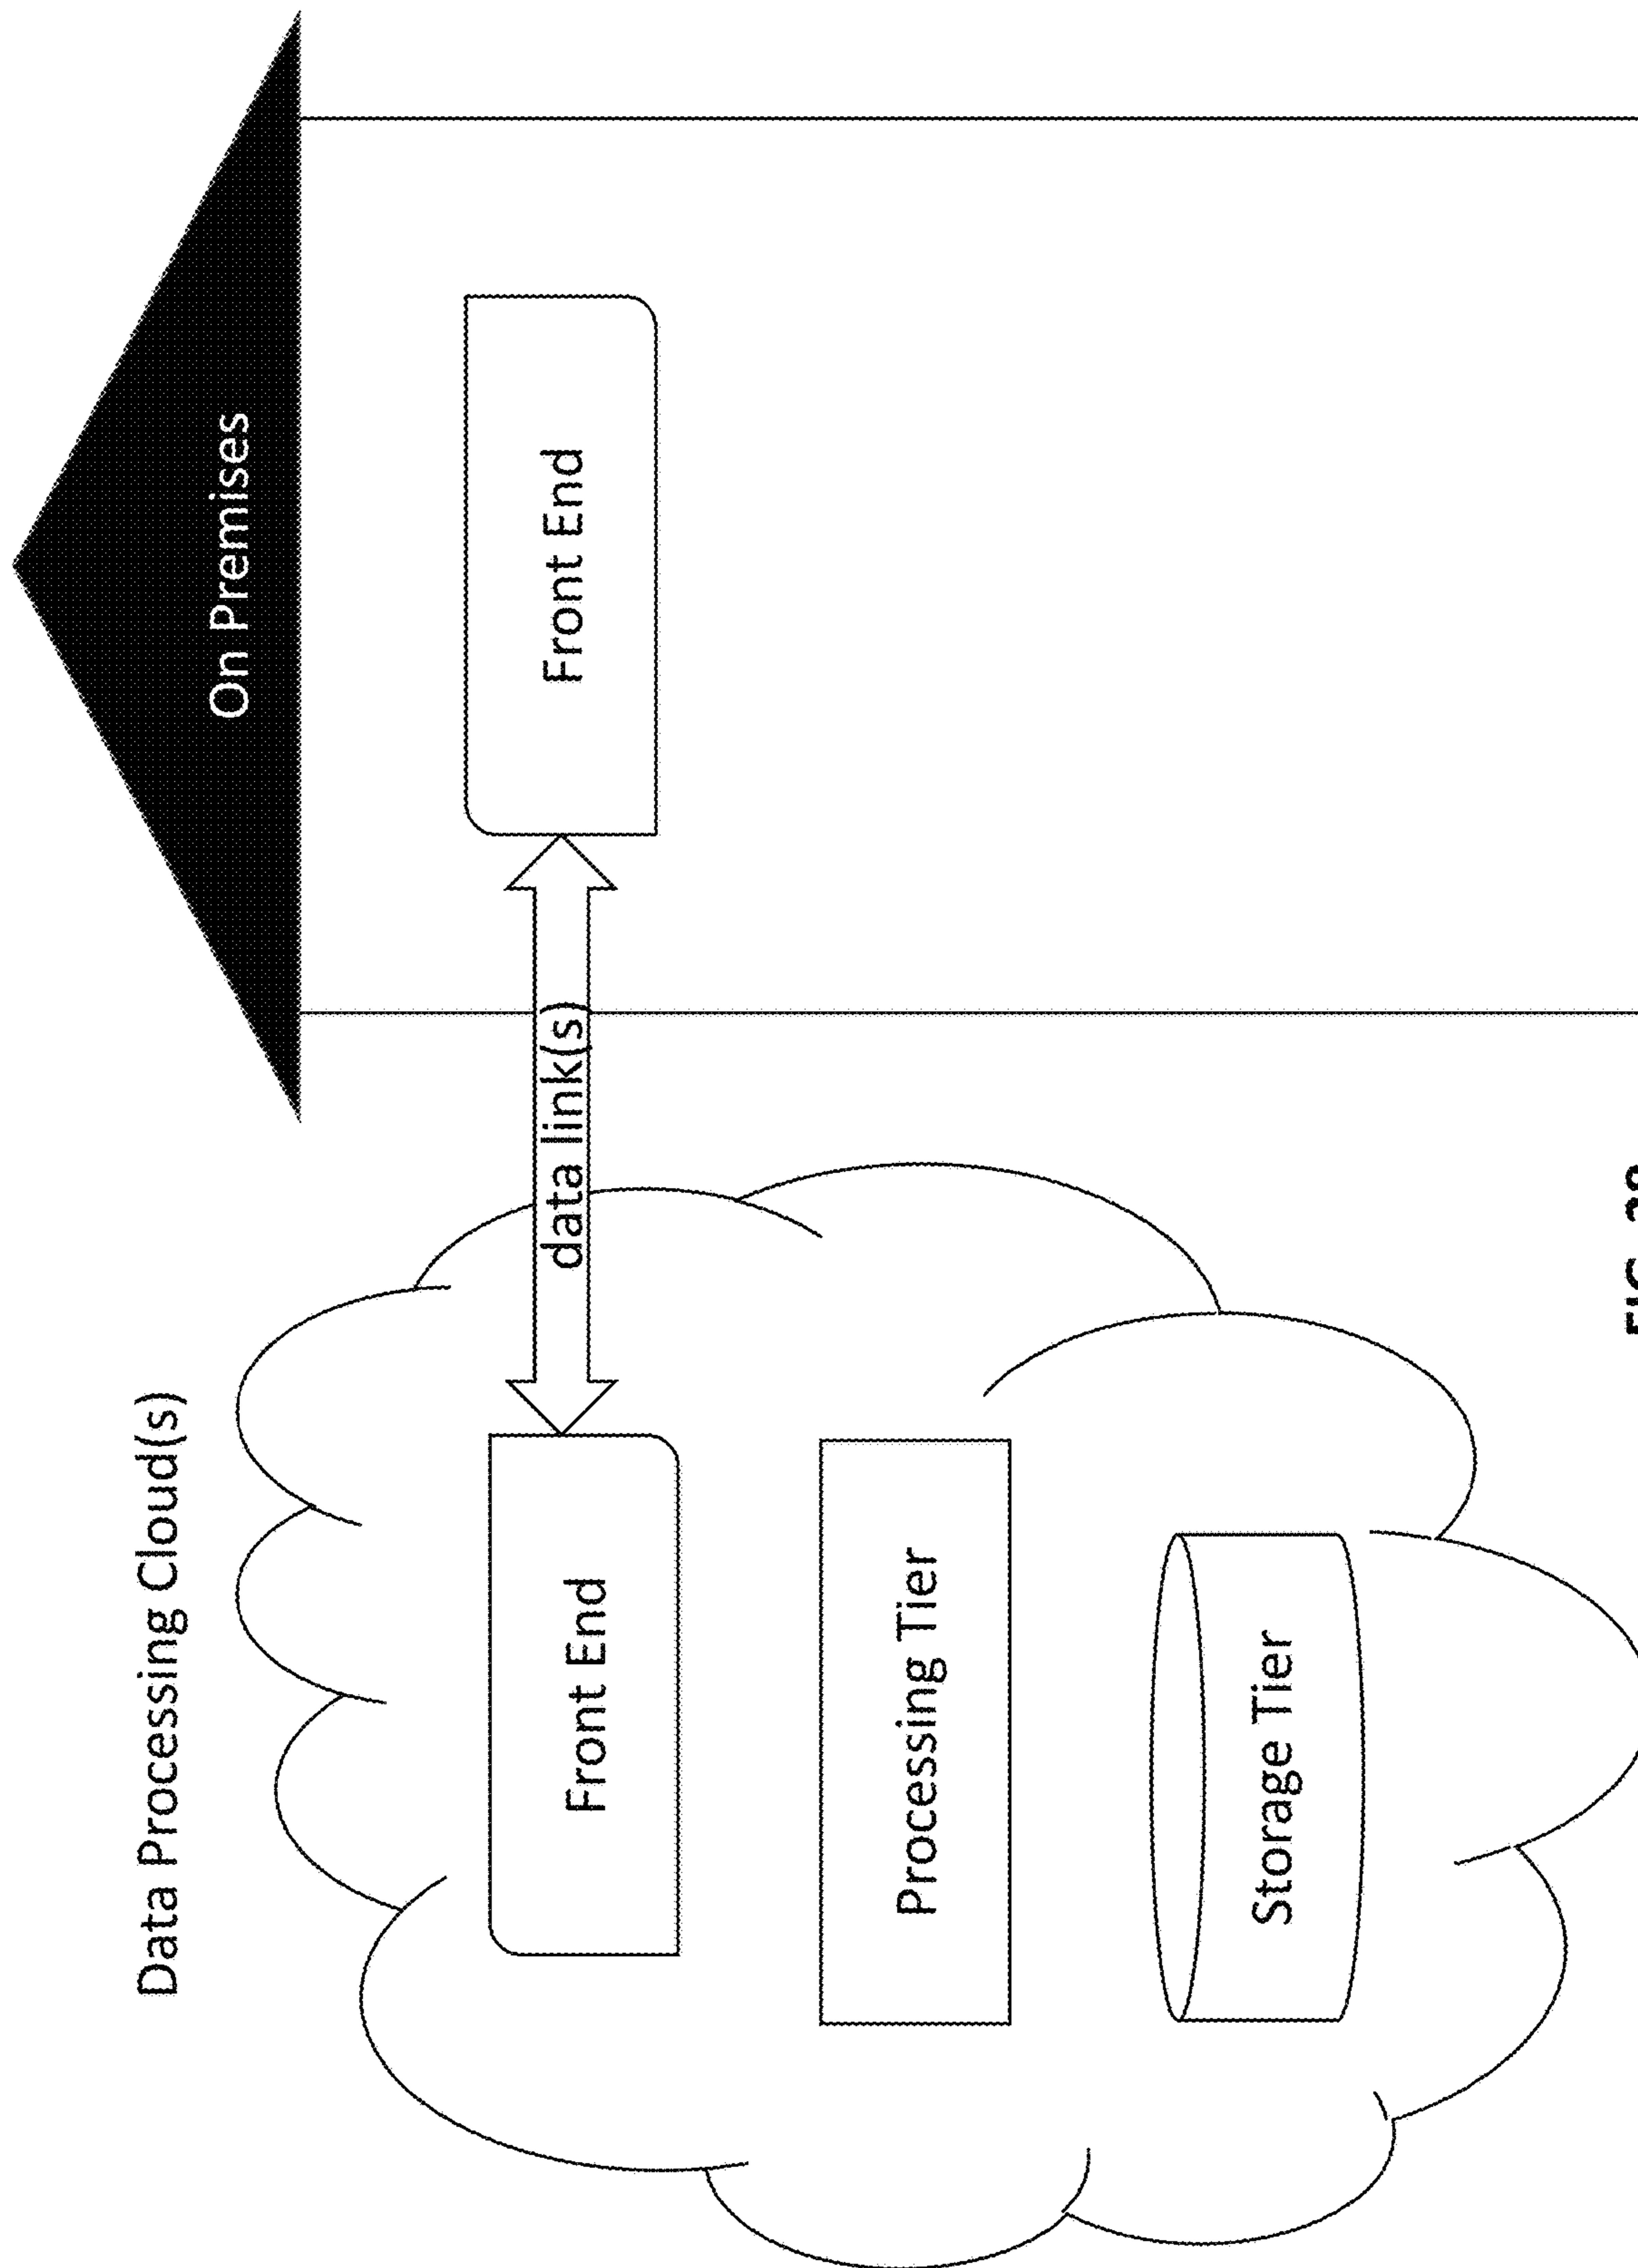 Data Processing Cloud(s)
On Premises
Front End
data link(s)
Front End
Processing Tier
Storage Tier